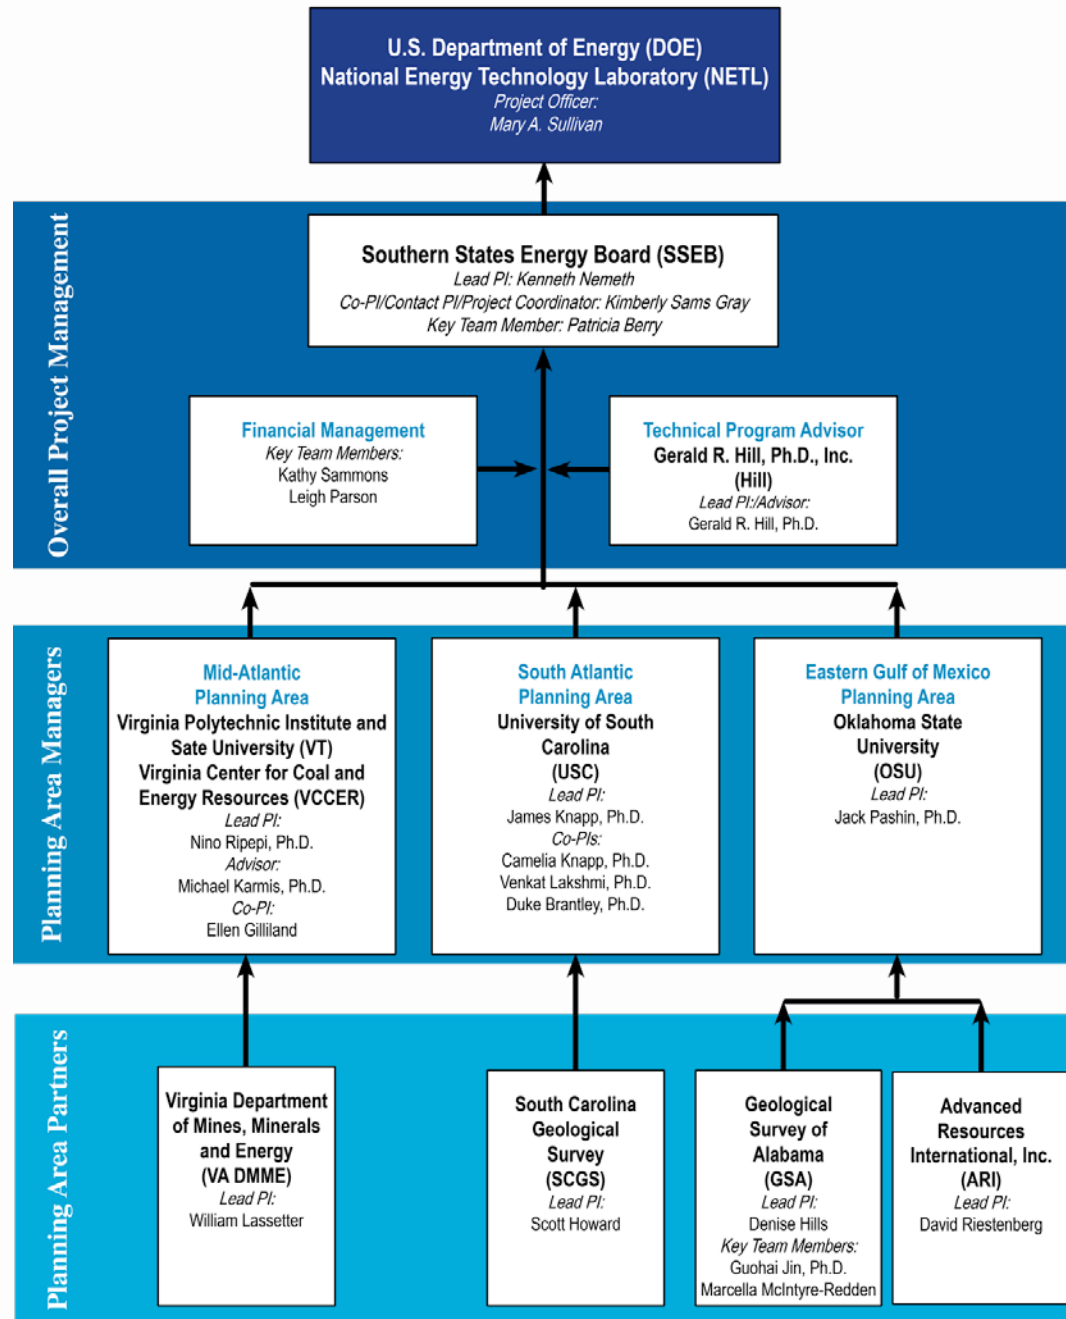 U.S. Department of Energy (DOE)
National Energy Technology Laboratory (NETL)
Project Officer:
Mary A. Sullivan
Overall Project Management
Southern States Energy Board (SSEB)
Lead PI: Kenneth Nemeth
Co-PI/Contact PI/Project Coordinator: Kimberly Sams Gray
Key Team Member: Patricia Berry
Financial Management
Key Team Members:
Kathy Sammons
Leigh Parson
Technical Program Advisor
Gerald R. Hill, Ph.D., Inc.
(Hill)
Lead PI:/Advisor:
Gerald R. Hill, Ph.D.
Planning Area Managers
Mid-Atlantic
Planning Area
Virginia Polytechnic Institute and
Sate University (VT)
Virginia Center for Coal and
Energy Resources (VCCER)
Lead PI:
Nino Ripepi, Ph.D.
Advisor:
Michael Karmis, Ph.D.
Co-PI:
Ellen Gilliland
South Atlantic
Planning Area
University of South
Carolina
(USC)
Lead PI:
James Knapp, Ph.D.
Co-PIs:
Camelia Knapp, Ph.D.
Venkat Lakshmi, Ph.D.
Duke Brantley, Ph.D.
Eastern Gulf of Mexico
Planning Area
Oklahoma State
University
(OSU)
Lead PI:
Jack Pashin, Ph.D.
Planning Area Partners
Virginia Department
of Mines, Minerals
and Energy
(VA DMME)
Lead PI:
William Lassetter
South Carolina
Geological
Survey
(SCGS)
Lead PI:
Scott Howard
Geological
Survey of
Alabama
(GSA)
Lead PI:
Denise Hills
Key Team Members:
Guohai Jin, Ph.D.
Marcella McIntyre-Redden
Advanced
Resources
International, Inc.
(ARI)
Lead PI:
David Riestenberg